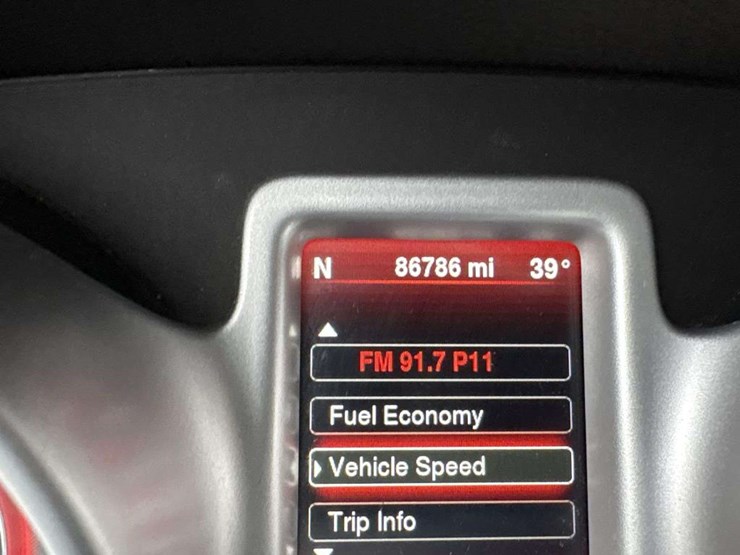 N 86786 mi 39°
FM 91.7 P11
Fuel Economy
Vehicle Speed
Trip Info